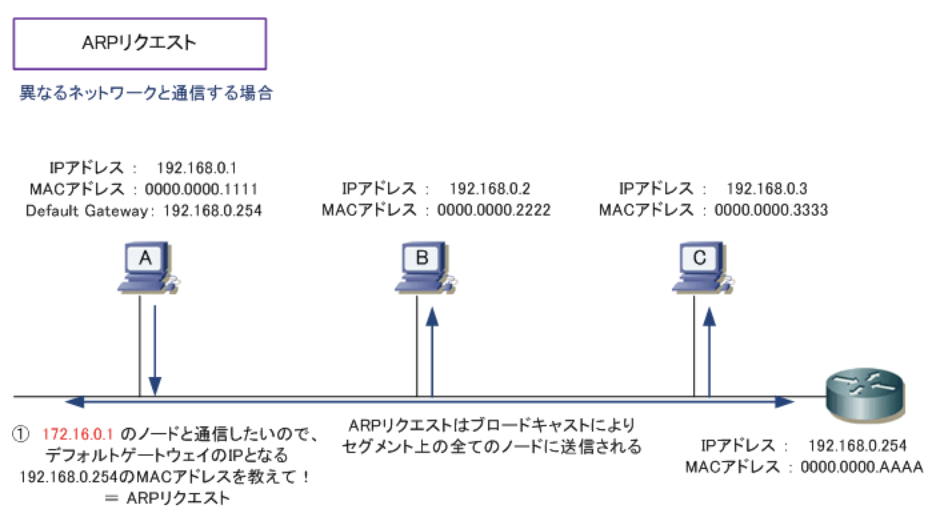 ARPリクエスト
異なるネットワークと通信する場合
IPアドレス : 192.168.0.1
MACアドレス : 0000.0000.1111
Default Gateway: 192.168.0.254
IPアドレス : 192.168.0.2
MACアドレス : 0000.0000.2222
IPアドレス : 192.168.0.3
MACアドレス : 0000.0000.3333
A
B
C
① 172.16.0.1 のノードと通信したいので、
デフォルトゲートウェイのIPとなる
192.168.0.254のMACアドレスを教えて！
＝ ARPリクエスト
ARPリクエストはブロードキャストにより
セグメント上の全てのノードに送信される
IPアドレス : 192.168.0.254
MACアドレス : 0000.0000.AAAA